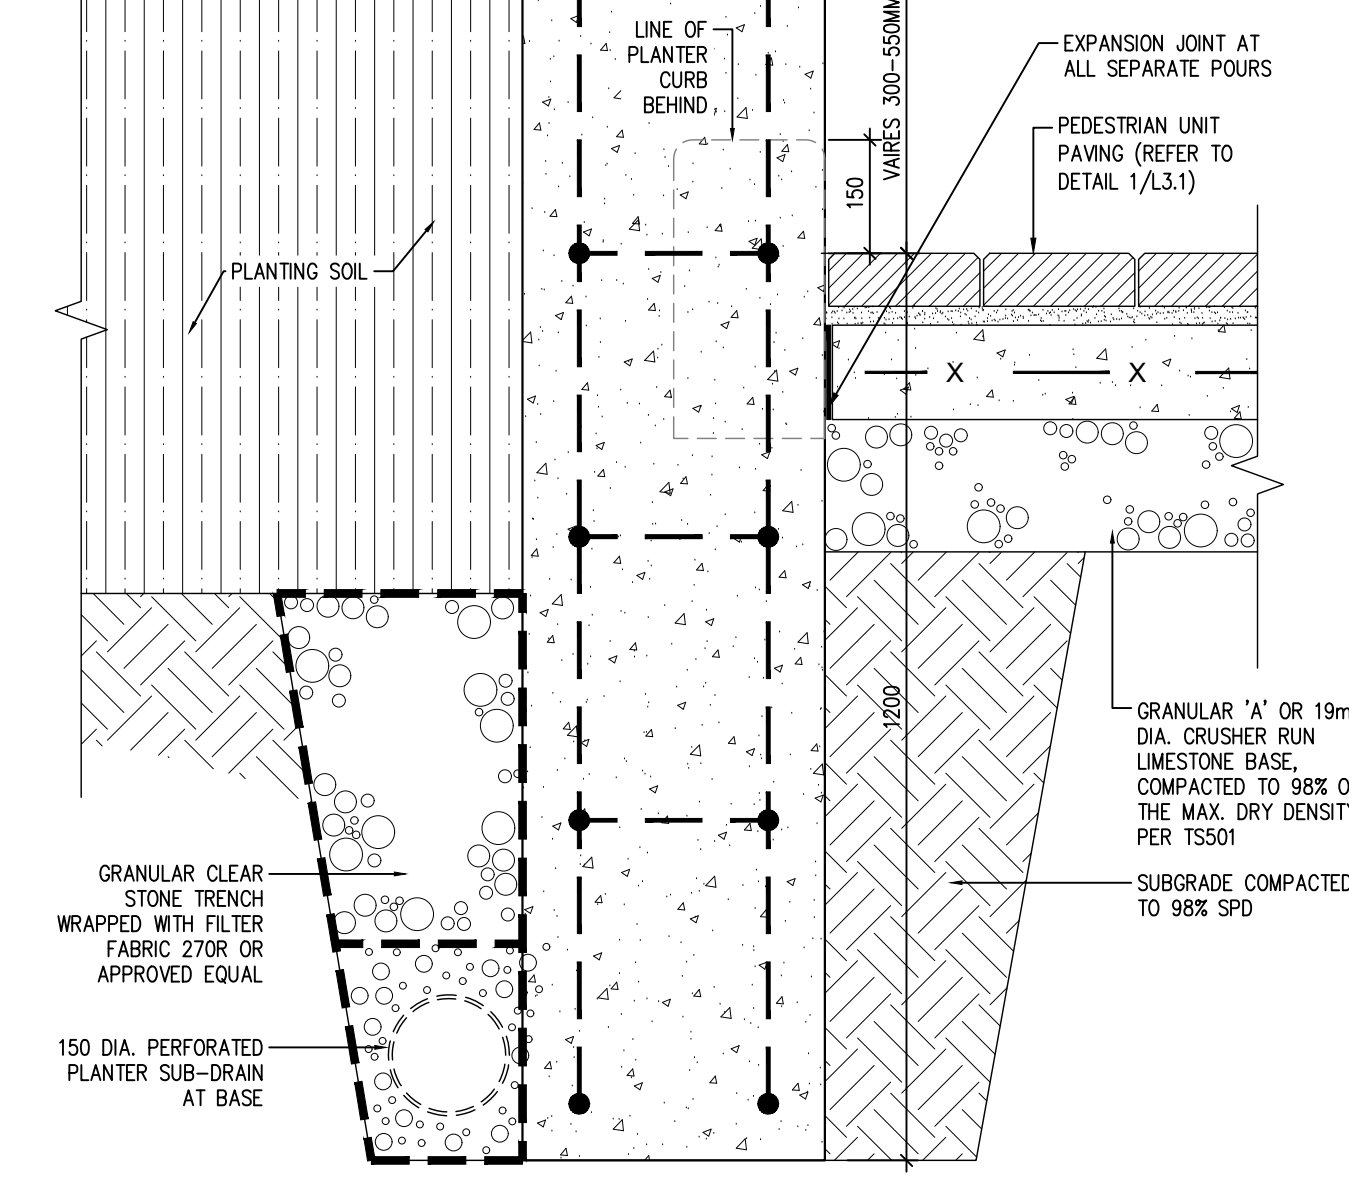 LINE OF
PLANTER
CURB
BEHIND
VAIRES 300-550MM
EXPANSION JOINT AT
ALL SEPARATE POURS
PEDESTRIAN UNIT
PAVING (REFER TO
DETAIL 1/L3.1)
150
PLANTING SOIL
X
X
1200
GRANULAR 'A' OR 19m
DIA. CRUSHER RUN
LIMESTONE BASE,
COMPACTED TO 98% O
THE MAX. DRY DENSITY
PER TS501
SUBGRADE COMPACTED
TO 98% SPD
GRANULAR CLEAR
STONE TRENCH
WRAPPED WITH FILTER
FABRIC 270R OR
APPROVED EQUAL
150 DIA. PERFORATED
PLANTER SUB-DRAIN
AT BASE